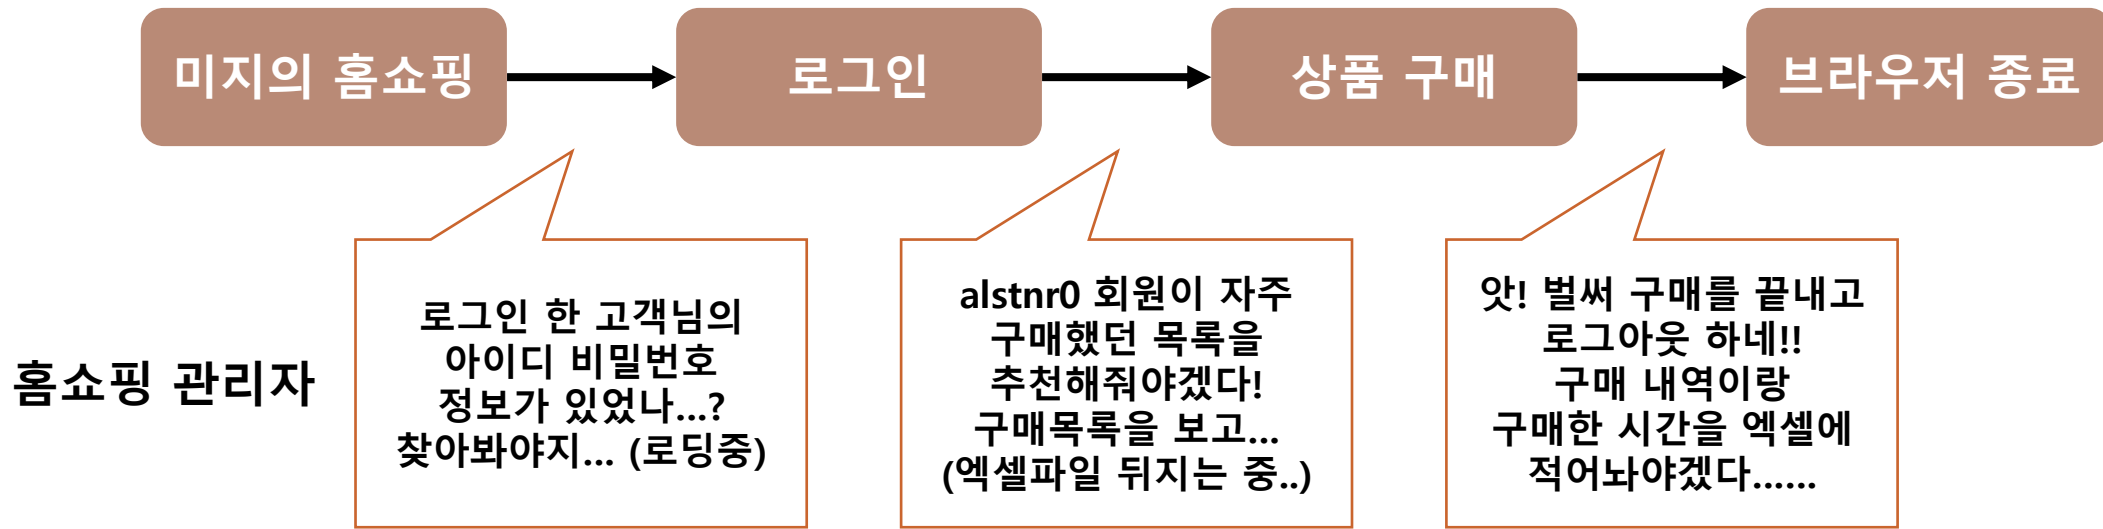 미지의 홈쇼핑
로그인
상품 구매
브라우저 종료
홈쇼핑 관리자
로그인 한 고객님의
아이디 비밀번호
정보가 있었나...?
찾아봐야지... (로딩중)
alstnr0 회원이 자주
구매했던 목록을
추천해줘야겠다!
구매목록을 보고...
(엑셀파일 뒤지는 중..)
앗! 벌써 구매를 끝내고
로그아웃 하네!!
구매 내역이랑
구매한 시간을 엑셀에
적어놔야겠다......